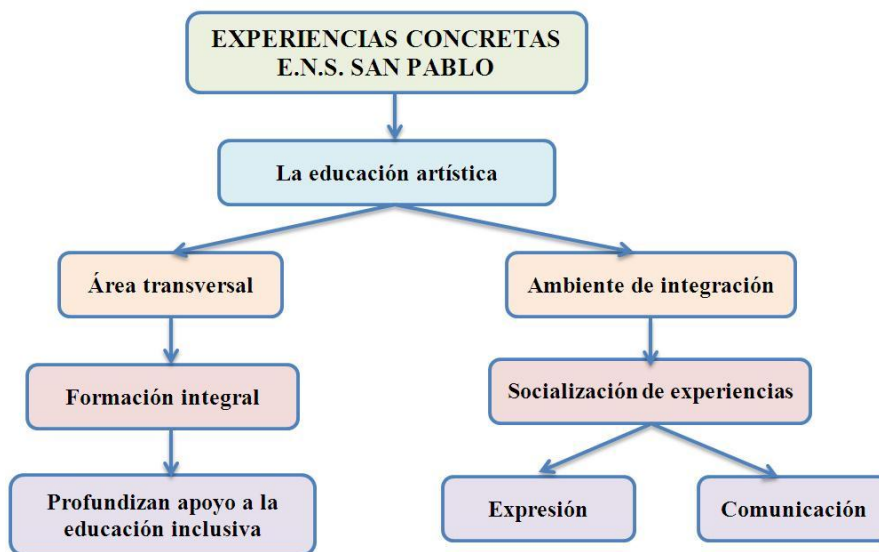 EXPERIENCIAS CONCRETAS
E.N.S. SAN PABLO
La educación artística
Área transversal
Ambiente de integración
Formación integral
Socialización de experiencias
Profundizan apoyo a la
educación inclusiva
Expresión
Comunicación